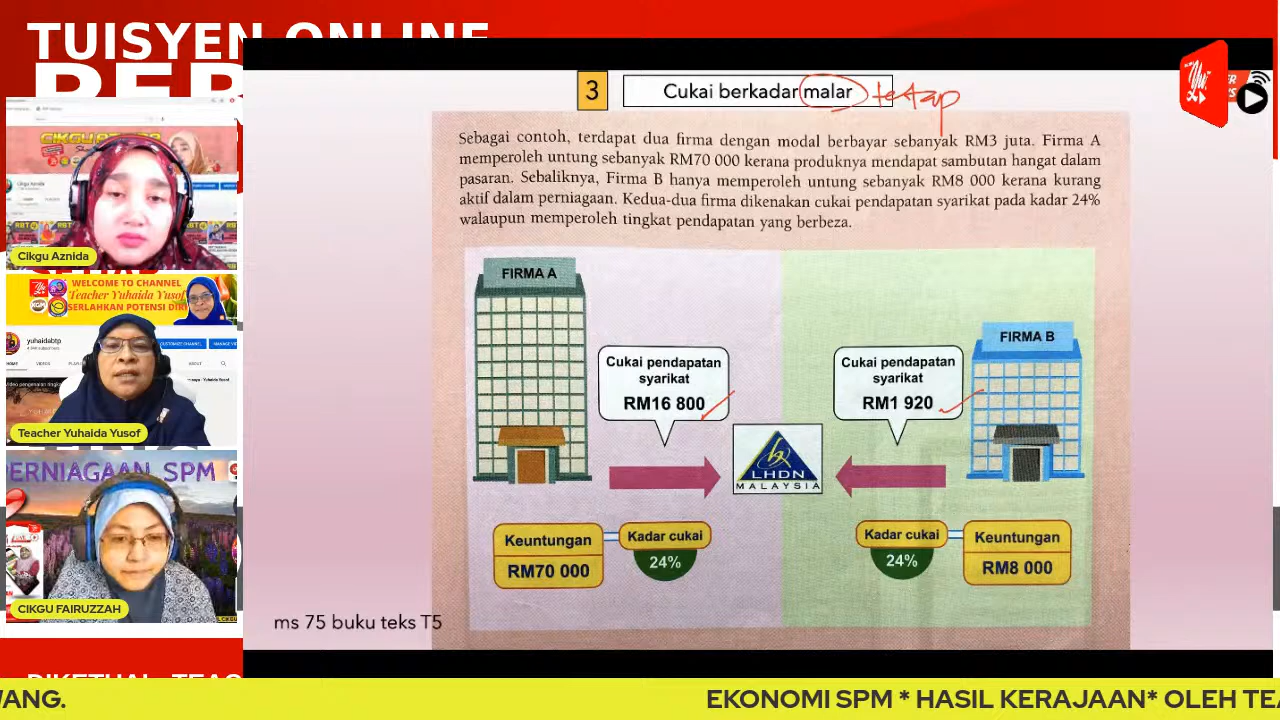 TUISYEN ONLINE
3
Cukai berkadar malar tetap
Sebagai contoh, terdapat dua firma dengan modal berbayar sebanyak RM3 juta. Firma A
memperoleh untung sebanyak RM70 000 kerana produknya mendapat sambutan hangat dalam
pasaran. Sebaliknya, Firma B hanya memperoleh untung sebanyak RM8 000 kerana kurang
aktif dalam perniagaan. Kedua-dua firma dikenakan cukai pendapatan syarikat pada kadar 24%
walaupun memperoleh tingkat pendapatan yang berbeza.
FIRMA A
FIRMA B
Cukai pendapatan
syarikat
RM16 800
Cukai pendapatan
syarikat
RM1 920
LHDN
MALAYSIA
Keuntungan
RM70 000
Kadar cukai
24%
Kadar cukai
24%
Keuntungan
RM8 000
ms 75 buku teks T5
Cikgu Aznida
WELCOME TO CHANNEL
Teacher Yuhaida Yusof
SERLAHKAN POTENSI DIRI
yuhaidabtp
Teacher Yuhaida Yusof
PERNIAGAAN SPM
CIKGU FAIRUZZAH
WANG.
EKONOMI SPM * HASIL KERAJAAN* OLEH TEA